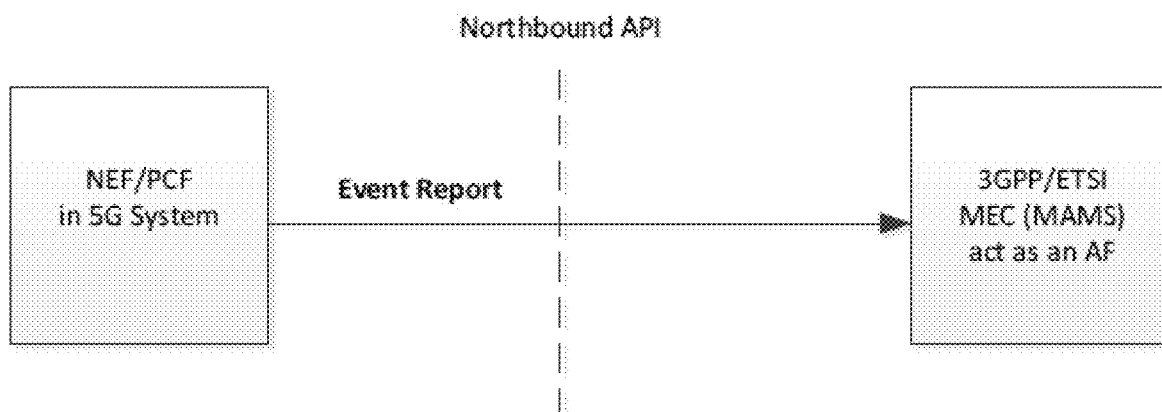 Northbound API
NEF/PCF
in 5G System
Event Report
3GPP/ETSI
MEC (MAMS)
act as an AF